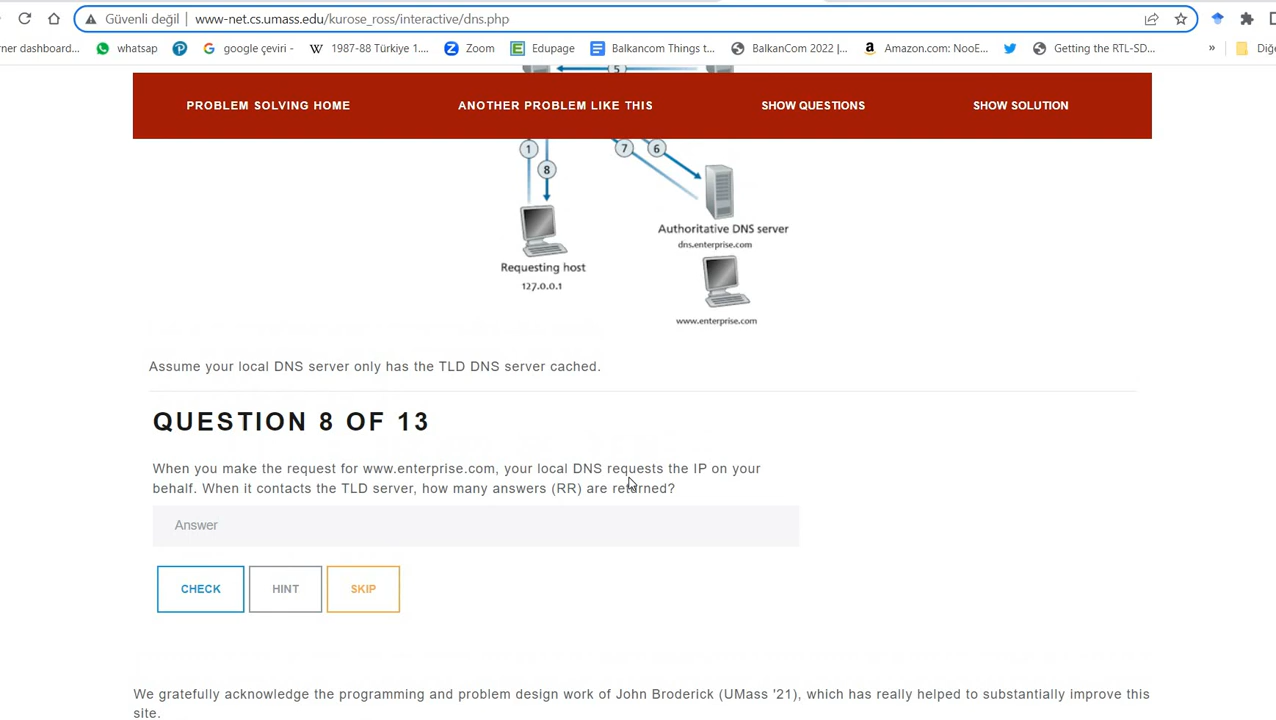 Güvenli değil www-net.cs.umass.edu/kurose_ross/interactive/dns.php
rner dashboard... whatsap google çeviri - 1987-88 Türkiye 1.... Zoom Edupage Balkancom Things t... BalkanCom 2022 |... Amazon.com: NooE... Getting the RTL-SD... » Diğe
5
PROBLEM SOLVING HOME ANOTHER PROBLEM LIKE THIS SHOW QUESTIONS SHOW SOLUTION
1 7 6
8
Authoritative DNS server
dns.enterprise.com
Requesting host
127.0.0.1
www.enterprise.com
Assume your local DNS server only has the TLD DNS server cached.
QUESTION 8 OF 13
When you make the request for www.enterprise.com, your local DNS requests the IP on your
behalf. When it contacts the TLD server, how many answers (RR) are returned?
Answer
CHECK HINT SKIP
We gratefully acknowledge the programming and problem design work of John Broderick (UMass '21), which has really helped to substantially improve this
site.